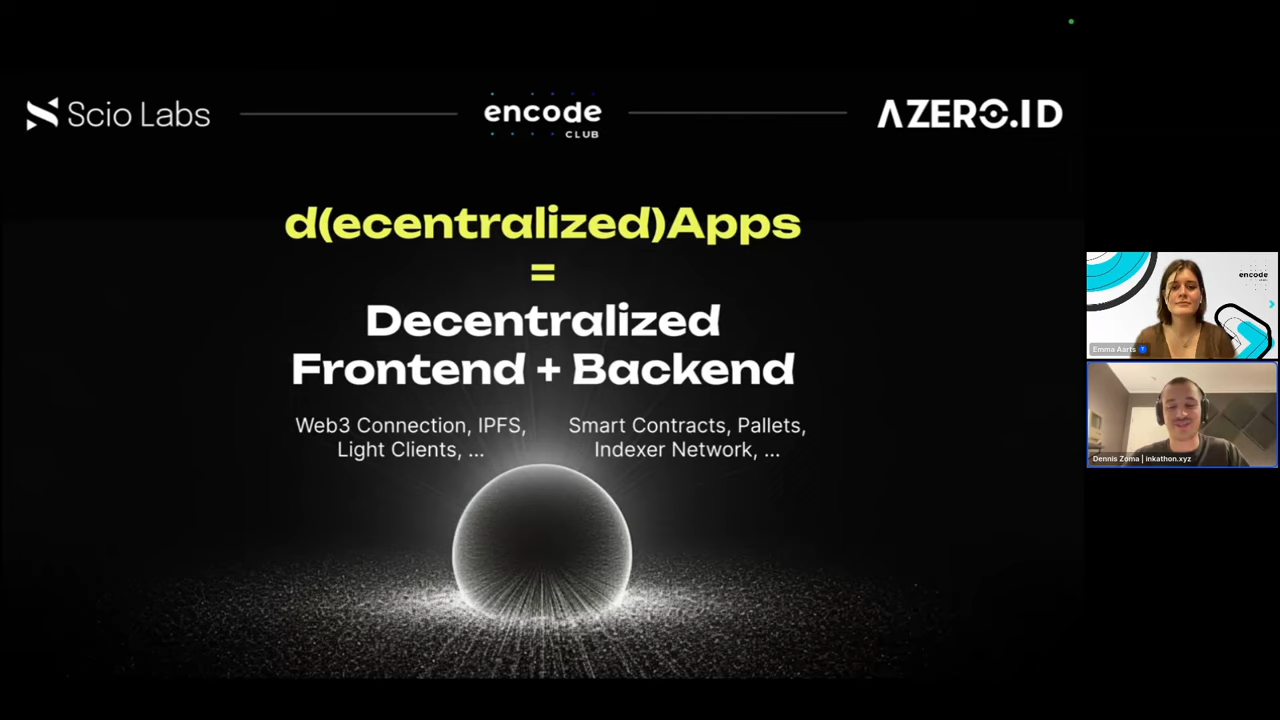 Scio Labs
encode
CLUB
AZERO.ID
d(ecentralized)Apps
=
Decentralized
Frontend + Backend
Web3 Connection, IPFS,
Light Clients, ...
Smart Contracts, Pallets,
Indexer Network, ...
encode
Emma Aarts
Dennis Zoma | inkathon.xyz